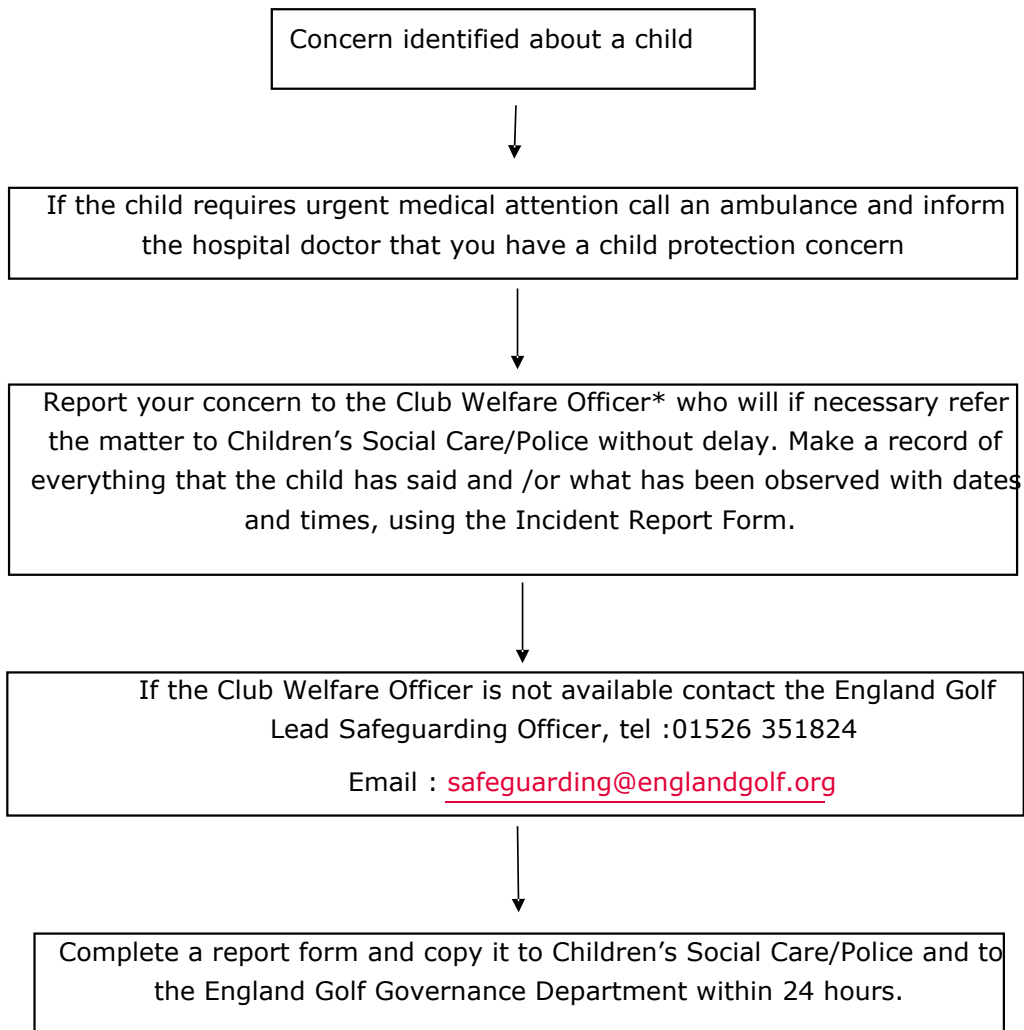 Concern identified about a child
If the child requires urgent medical attention call an ambulance and inform
the hospital doctor that you have a child protection concern
Report your concern to the Club Welfare Officer* who will if necessary refer
the matter to Children’s Social Care/Police without delay. Make a record of
everything that the child has said and /or what has been observed with dates
and times, using the Incident Report Form.
If the Club Welfare Officer is not available contact the England Golf
Lead Safeguarding Officer, tel :01526 351824
Email : safeguarding@englandgolf.org
Complete a report form and copy it to Children’s Social Care/Police and to
the England Golf Governance Department within 24 hours.